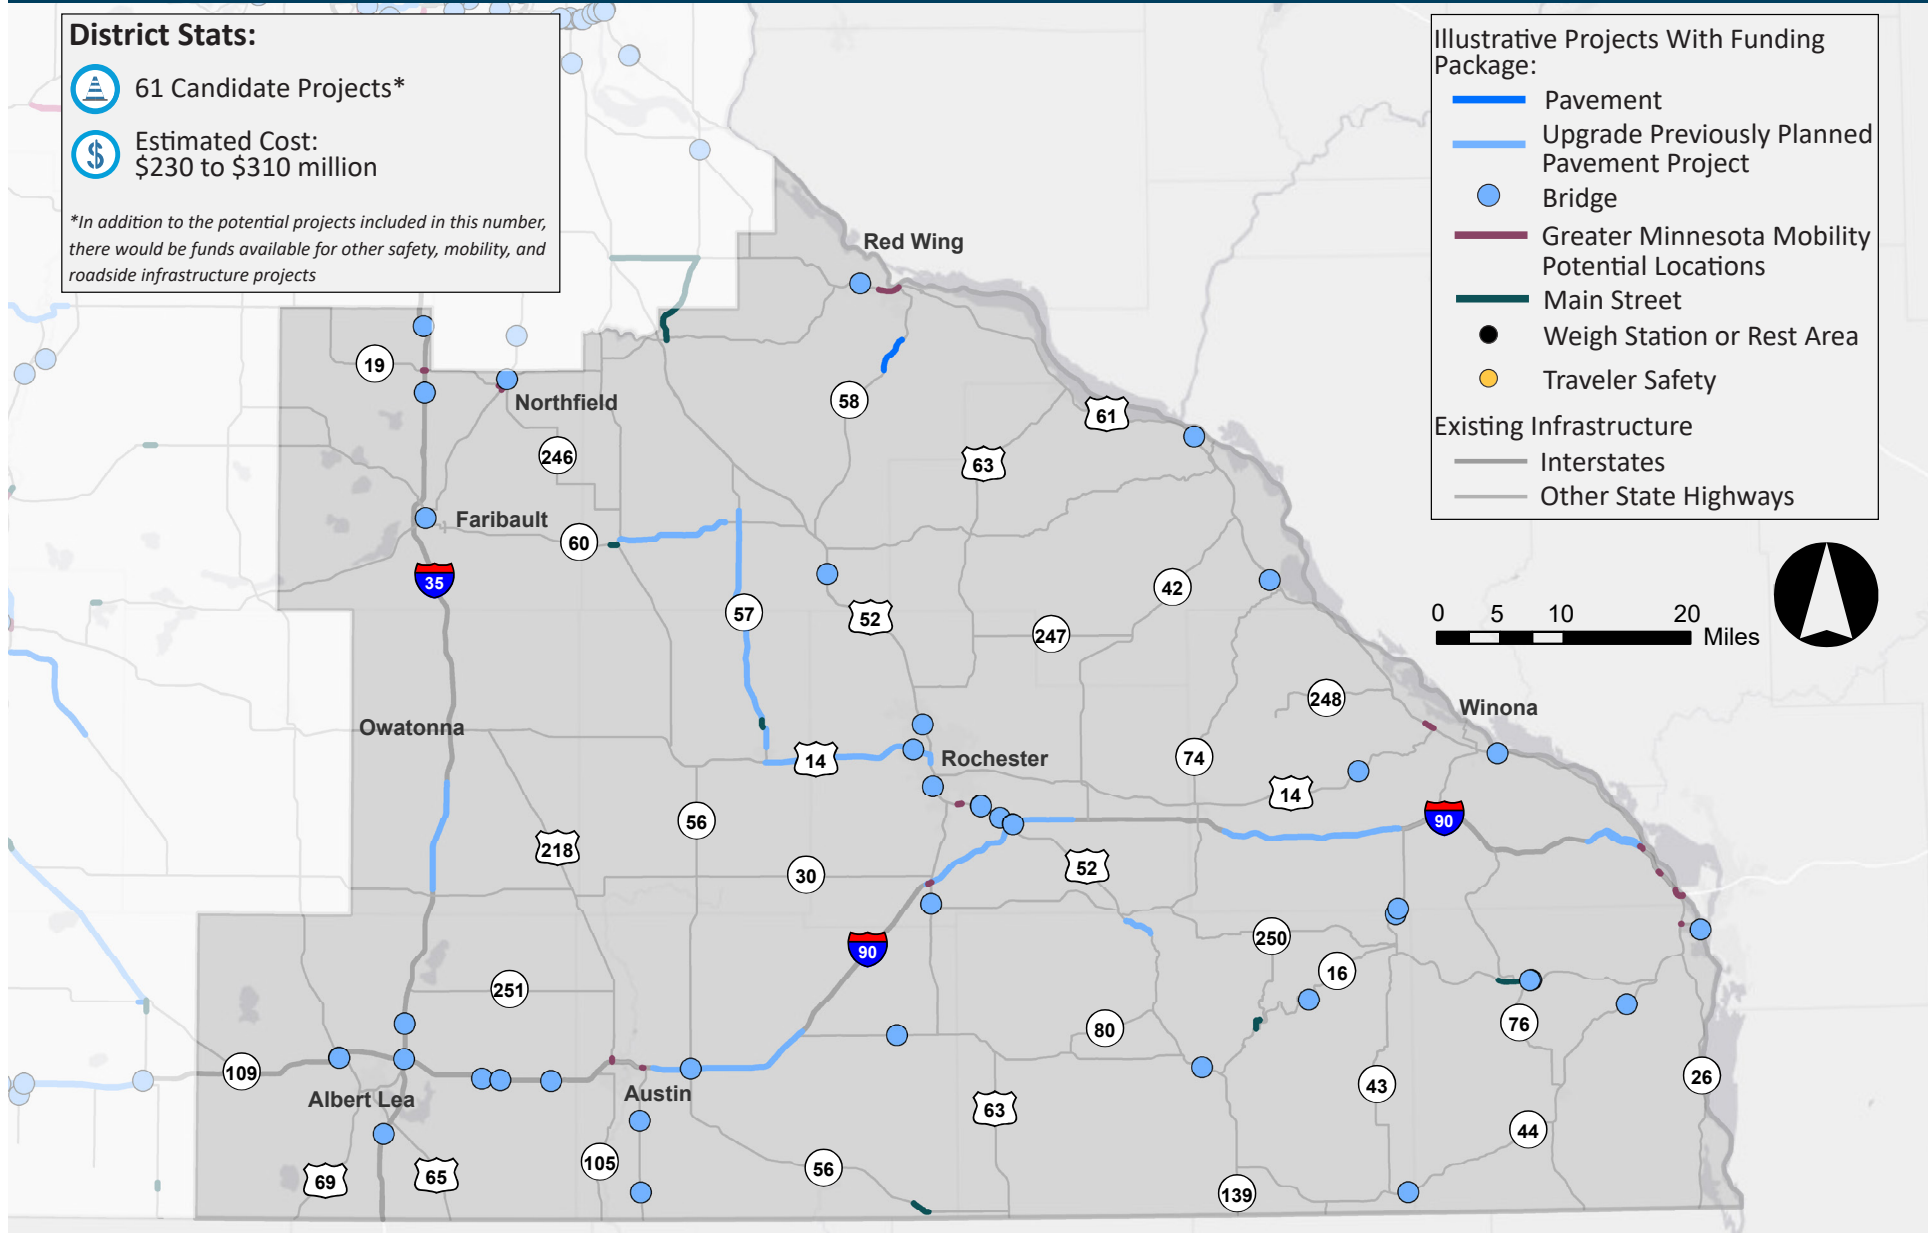 District Stats:
61 Candidate Projects*
Estimated Cost:
$230 to $310 million
*In addition to the potential projects included in this number,
there would be funds available for other safety, mobility, and
roadside infrastructure projects
Illustrative Projects With Funding
Package:
Pavement
Upgrade Previously Planned
Pavement Project
Bridge
Greater Minnesota Mobility
Potential Locations
Main Street
Weigh Station or Rest Area
Traveler Safety
Existing Infrastructure
Interstates
Other State Highways
0 5 10 20
Miles
Red Wing
19
Northfield
58
61
246
63
Faribault
60
35
42
57
52
247
248
Winona
Owatonna
14
Rochester
74
14
90
56
218
30
52
90
250
16
251
76
80
109
Albert Lea
Austin
63
43
26
44
105
56
69
65
139